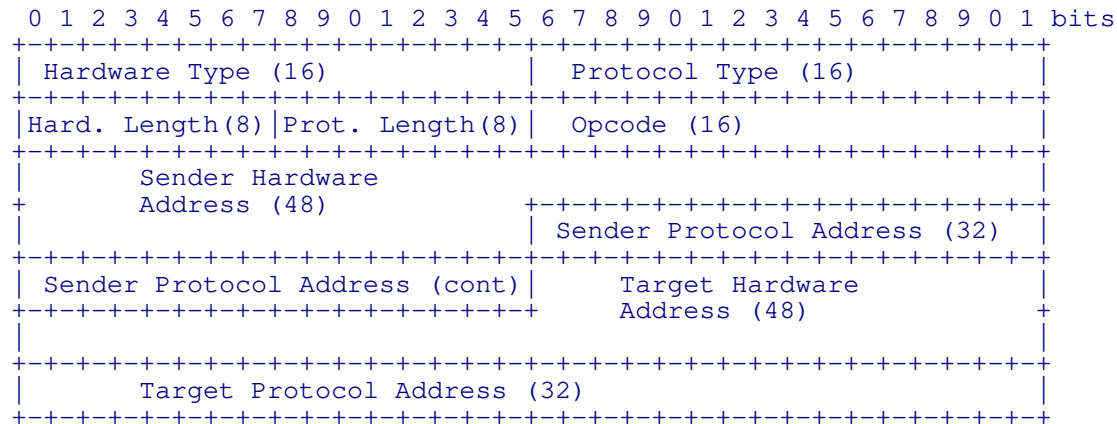 0 1 2 3 4 5 6 7 8 9 0 1 2 3 4 5 6 7 8 9 0 1 2 3 4 5 6 7 8 9 0 1 bits
+-+-+-+-+-+-+-+-+-+-+-+-+-+-+-+-+-+-+-+-+-+-+-+-+-+-+-+-+-+-+-+-+
| Hardware Type (16) | Protocol Type (16) |
+-+-+-+-+-+-+-+-+-+-+-+-+-+-+-+-+-+-+-+-+-+-+-+-+-+-+-+-+-+-+-+-+
|Hard. Length(8)|Prot. Length(8)| Opcode (16) |
+-+-+-+-+-+-+-+-+-+-+-+-+-+-+-+-+-+-+-+-+-+-+-+-+-+-+-+-+-+-+-+-+
| Sender Hardware |
+ Address (48) +-+-+-+-+-+-+-+-+-+-+-+-+-+-+-+-+
| | Sender Protocol Address (32) |
+-+-+-+-+-+-+-+-+-+-+-+-+-+-+-+-+-+-+-+-+-+-+-+-+-+-+-+-+-+-+-+-+
| Sender Protocol Address (cont)| Target Hardware |
+-+-+-+-+-+-+-+-+-+-+-+-+-+-+-+-+ Address (48) +
| |
+-+-+-+-+-+-+-+-+-+-+-+-+-+-+-+-+-+-+-+-+-+-+-+-+-+-+-+-+-+-+-+-+
| Target Protocol Address (32) |
+-+-+-+-+-+-+-+-+-+-+-+-+-+-+-+-+-+-+-+-+-+-+-+-+-+-+-+-+-+-+-+-+